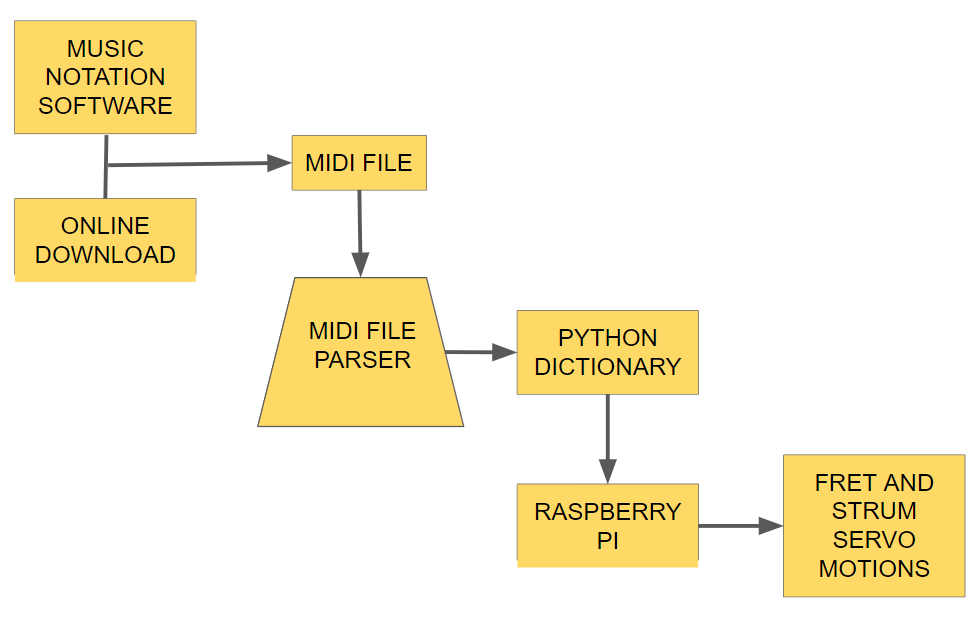 MUSIC
NOTATION
SOFTWARE
MIDI FILE
ONLINE
DOWNLOAD
MIDI FILE
PARSER
PYTHON
DICTIONARY
RASPBERRY
PI
FRET AND
STRUM
SERVO
MOTIONS